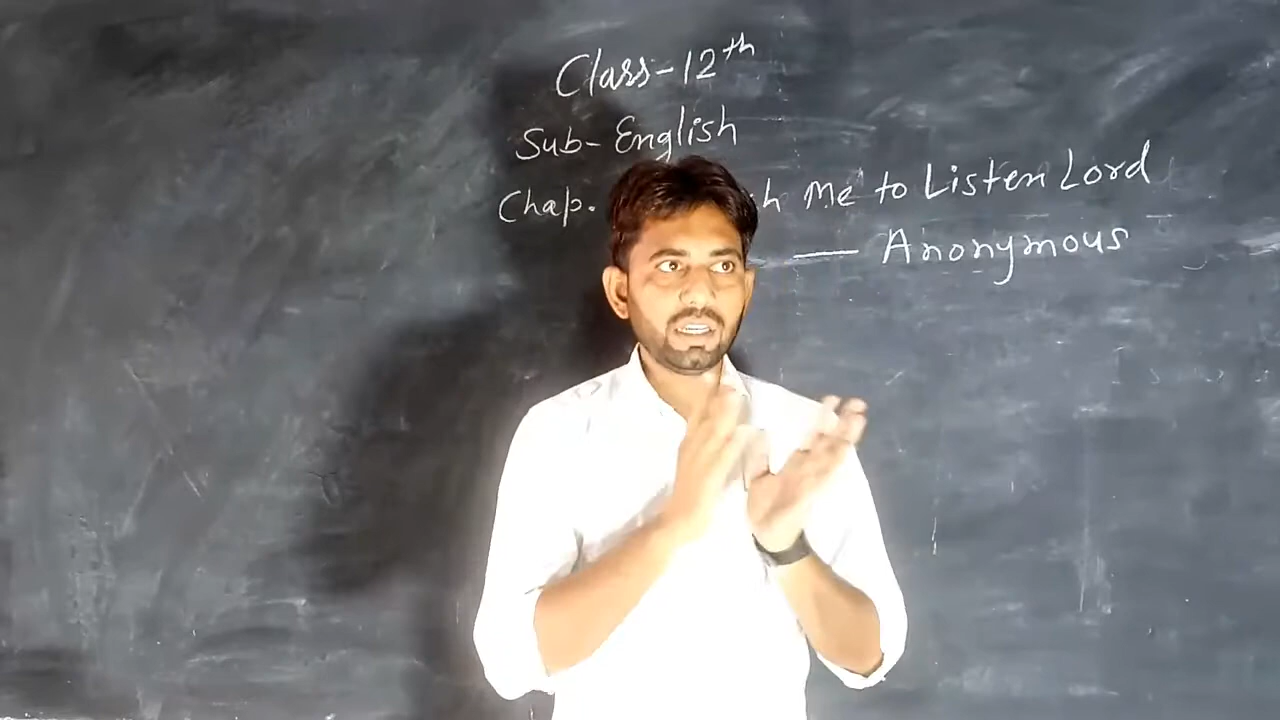 Class-12th
Sub- English
Chap. Me to Listen Lord
— Anonymous